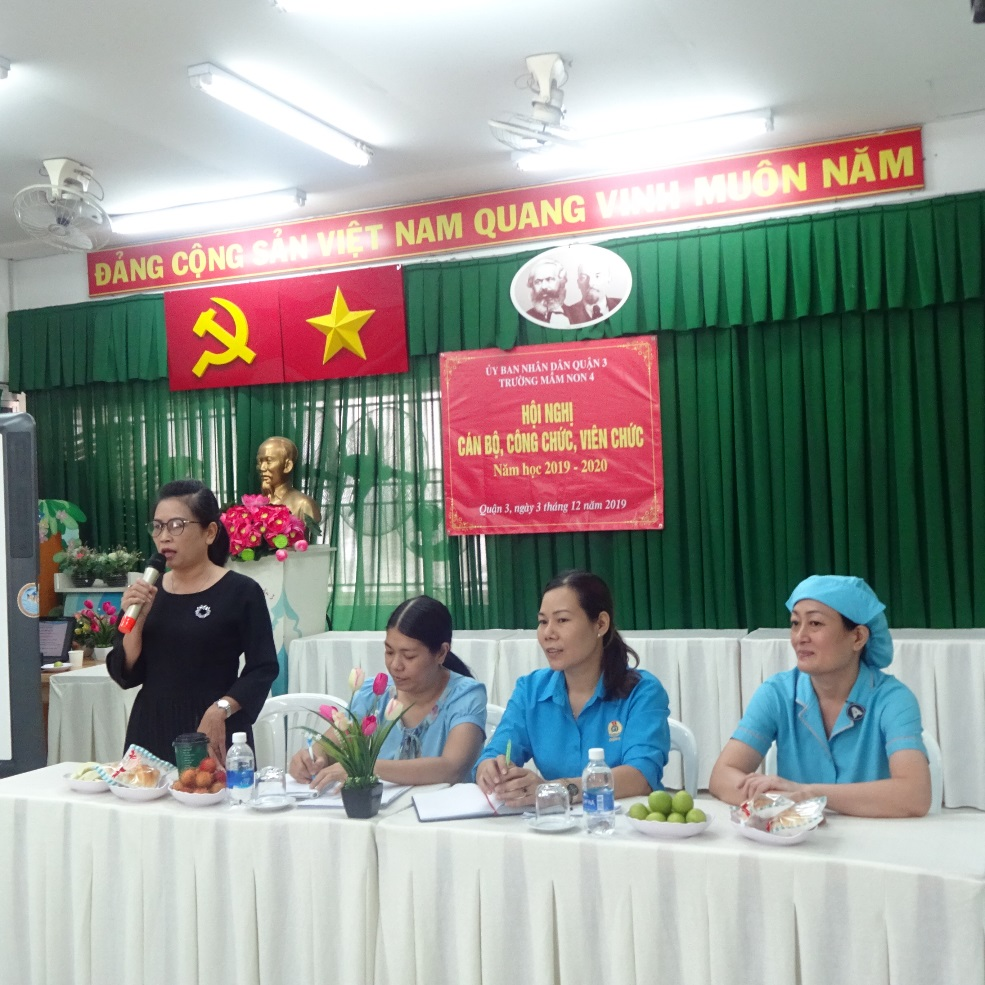 ĐẢNG CỘNG SẢN VIỆT NAM QUANG VINH MUÔN NĂM
ỦY BAN NHÂN DÂN QUẬN 3
TRƯỜNG MẦM NON 4
HỘI NGHỊ
CÁN BỘ, CÔNG CHỨC, VIÊN CHỨC
Năm học 2019 - 2020
Quận 3, ngày 3 tháng 12 năm 2019